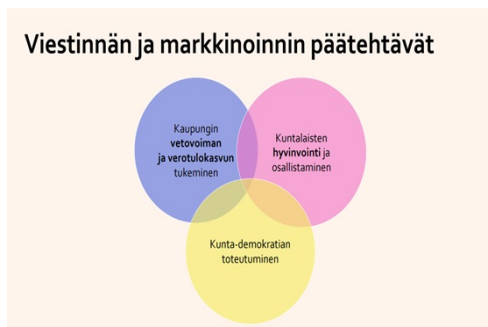 Viestinnän ja markkinoinnin päätehtävät
Kaupungin
vetovoiman
ja verotulokasvun
tukeminen
Kuntalaisten
hyvinvointi ja
osallistaminen
Kunta-demokratian
toteutuminen